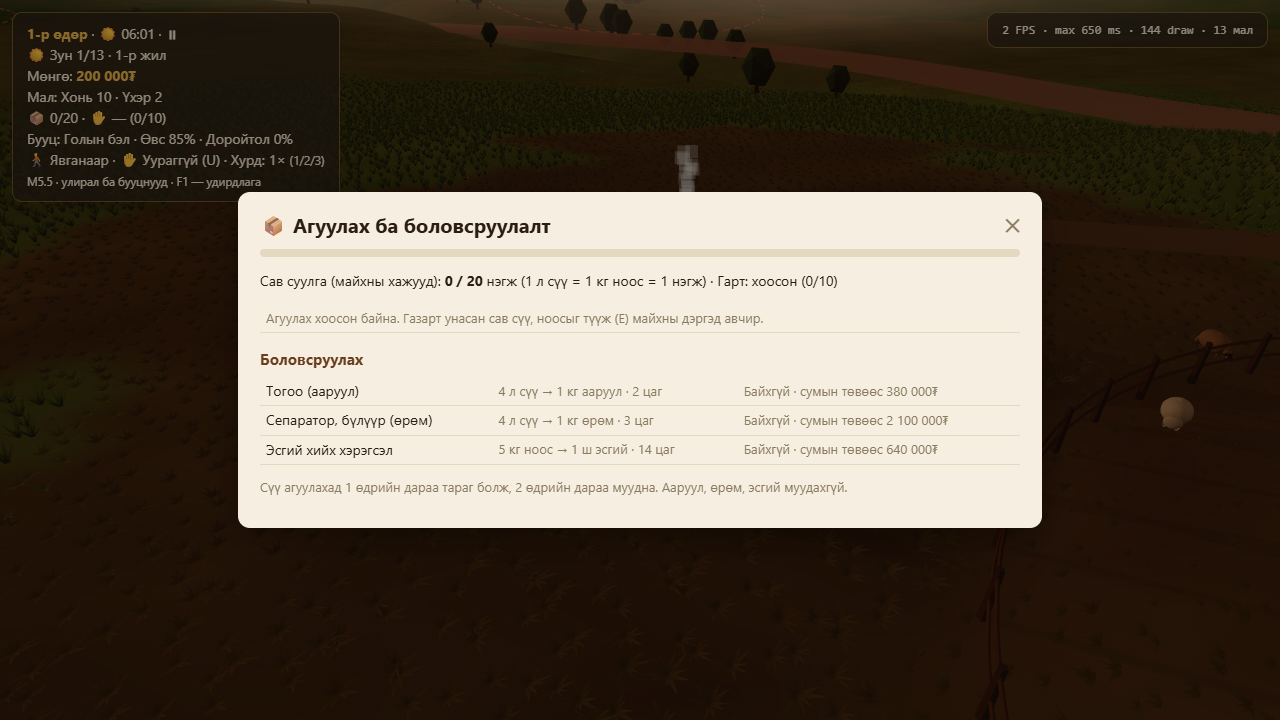 1-р өдөр · 06:01 · ⏸
Зун 1/13 · 1-р жил
Мөнгө: 200 000₮
Мал: Хонь 10 · Үхэр 2
0/20 · — (0/10)
Бууц: Голын бэл · Өвс 85% · Доройтол 0%
Явганаар · Уураггүй (U) · Хурд: 1× (1/2/3)
M5.5 · улирал ба бууцнууд · F1 — удирдлага
2 FPS · max 650 ms · 144 draw · 13 мал
Агуулах ба боловсруулалт
Сав суулга (майхны хажууд): 0 / 20 нэгж (1 л сүү = 1 кг ноос = 1 нэгж) · Гарт: хоосон (0/10)
Агуулах хоосон байна. Газарт унасан сав сүү, ноосыг түүж (E) майхны дэргэд авчир.
Боловсруулах
Тогоо (ааруул) 4 л сүү → 1 кг ааруул · 2 цаг Байхгүй · сумын төвөөс 380 000₮
Сепаратор, бүлүүр (өрөм) 4 л сүү → 1 кг өрөм · 3 цаг Байхгүй · сумын төвөөс 2 100 000₮
Эсгий хийх хэрэгсэл 5 кг ноос → 1 ш эсгий · 14 цаг Байхгүй · сумын төвөөс 640 000₮
Сүү агуулахад 1 өдрийн дараа тараг болж, 2 өдрийн дараа муудна. Ааруул, өрөм, эсгий муудахгүй.